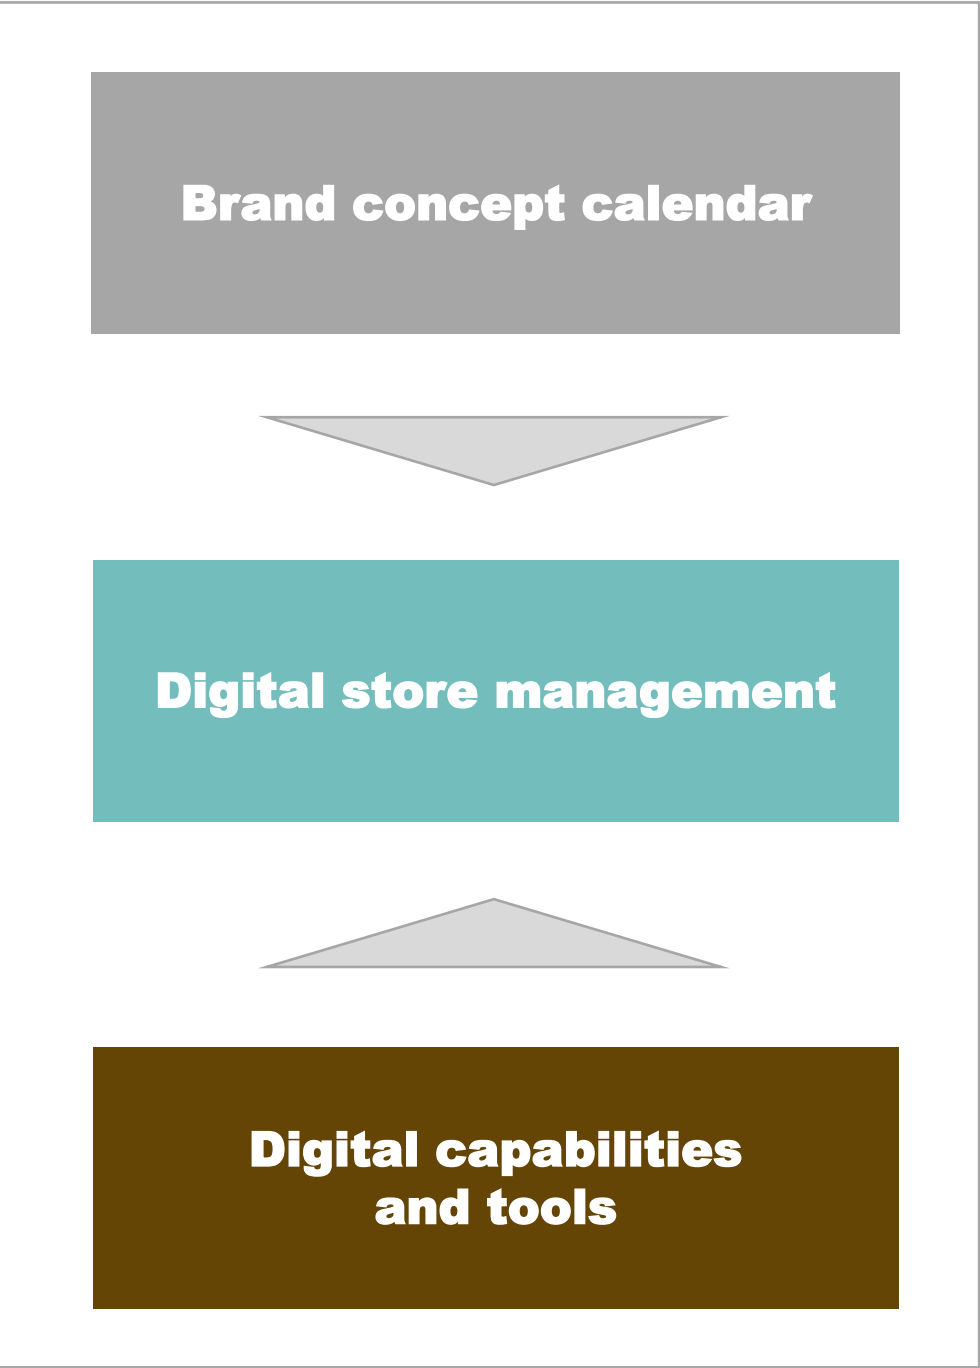 Brand concept calendar
Digital store management
Digital capabilities
and tools